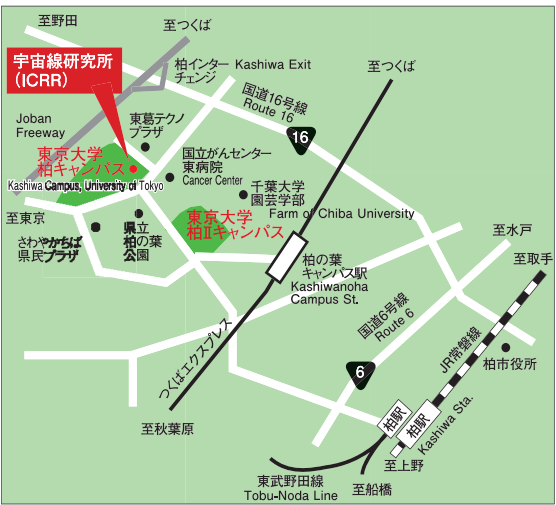 至野田
至つくば
宇宙線研究所
(ICRR)
柏インター
チェンジ
Kashiwa Exit
至つくば
国道16号線
Route 16
16
Joban
Freeway
東葛テクノ
プラザ
東京大学
柏キャンパス
Kashiwa Campus, University of Tokyo
国立がんセンター
東病院
Cancer Center
千葉大学
園芸学部
Farm of Chiba University
至東京
さわやかちば
県民プラザ
県立
柏の葉
公園
東京大学
柏IIキャンパス
至水戸
至取手
柏の葉
キャンパス駅
Kashiwanoha
Campus St.
国道6号線
Route 6
6
つくばエクスプレス
JR常磐線
柏市役所
柏駅
柏駅
Kashiwa Sta.
至秋葉原
至上野
東武野田線
Tobu-Noda Line
至船橋